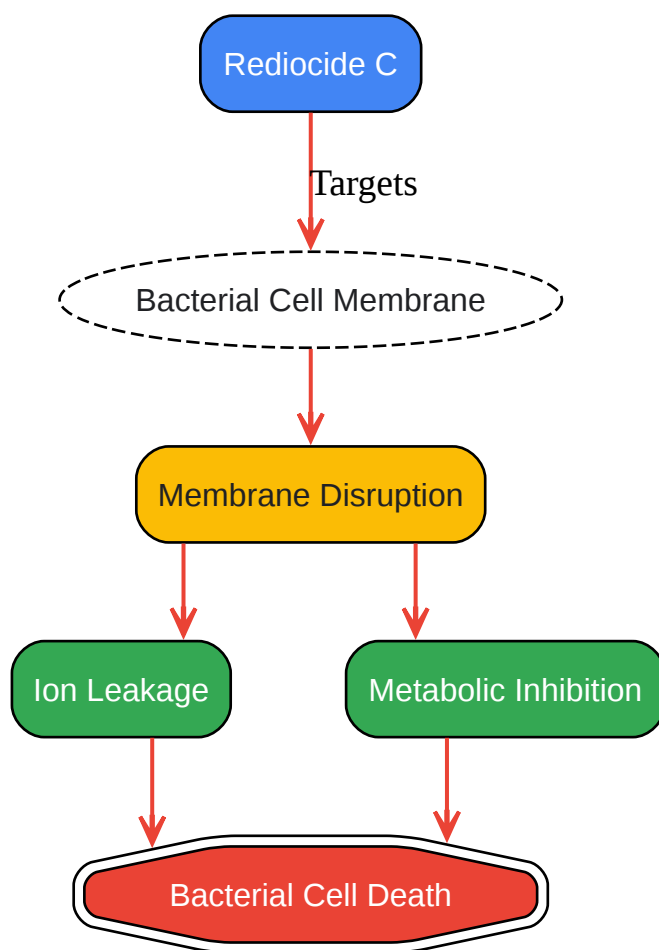 Rediocide C
Targets
Bacterial Cell Membrane
Membrane Disruption
Ion Leakage
Metabolic Inhibition
Bacterial Cell Death